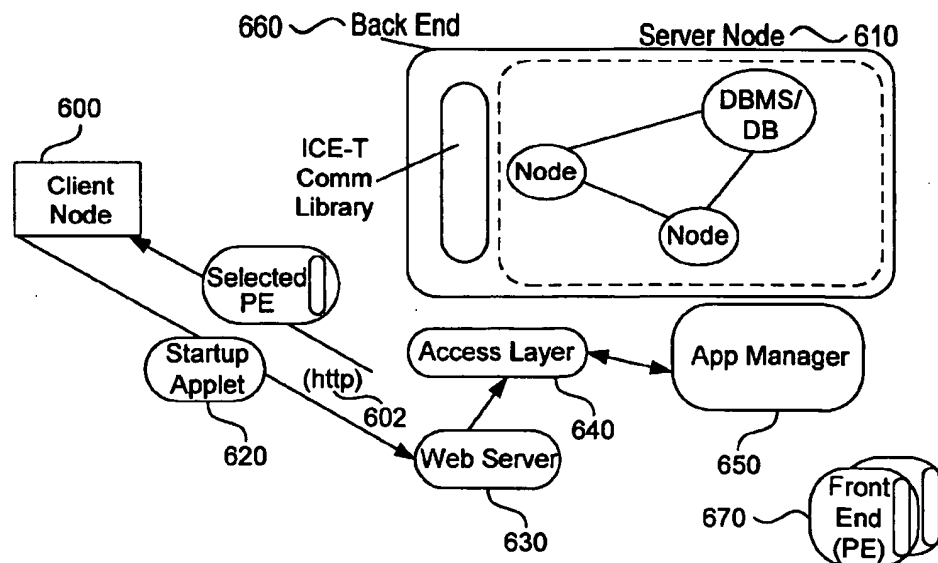 660 Back End
Server Node 610
DBMS/
DB
600
ICE-T
Comm
Library
Node
Client
Node
Node
Selected
PE
Startup
Applet
Access Layer
App Manager
(http)
602
620
640
Web Server
650
630
670
Front
End
(PE)